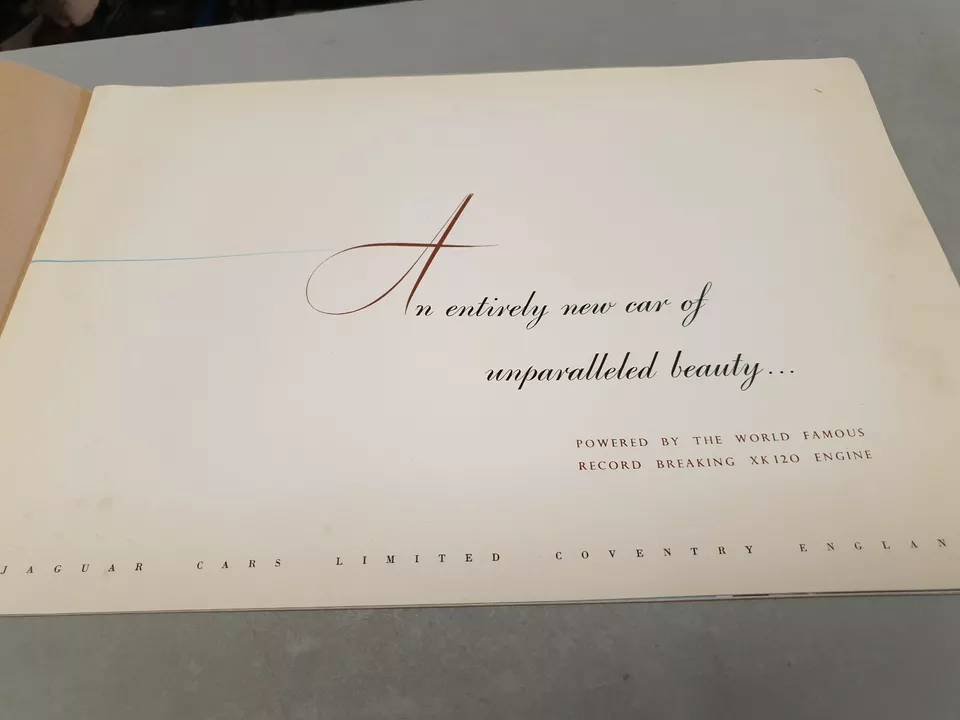 An entirely new car of
unparalleled beauty...
POWERED BY THE WORLD FAMOUS
RECORD BREAKING XK120 ENGINE
JAGUAR CARS LIMITED COVENTRY ENGLAN